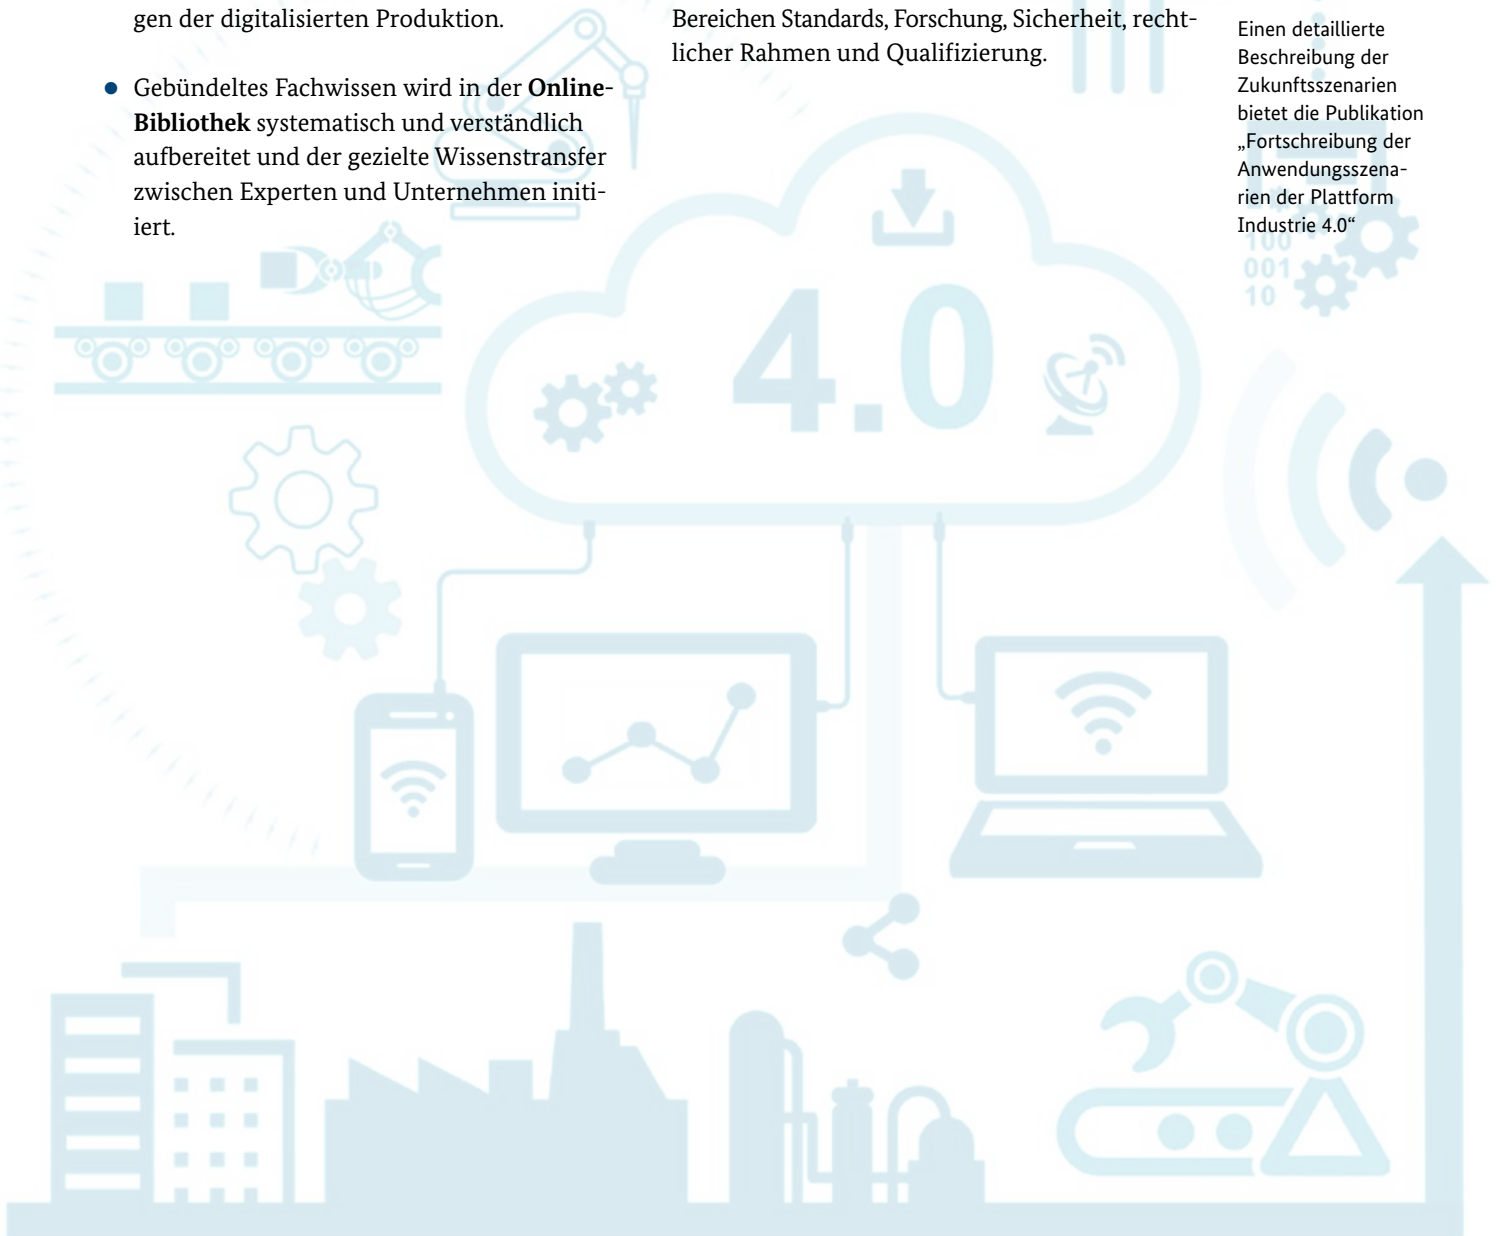 gen der digitalisierten Produktion.
Gebündeltes Fachwissen wird in der Online-
Bibliothek systematisch und verständlich
aufbereitet und der gezielte Wissenstransfer
zwischen Experten und Unternehmen initi-
iert.
Bereichen Standards, Forschung, Sicherheit, recht-
licher Rahmen und Qualifizierung.
Einen detaillierte
Beschreibung der
Zukunftsszenarien
bietet die Publikation
„Fortschreibung der
Anwendungsszena-
rien der Plattform
Industrie 4.0“
100
001
10
4.0